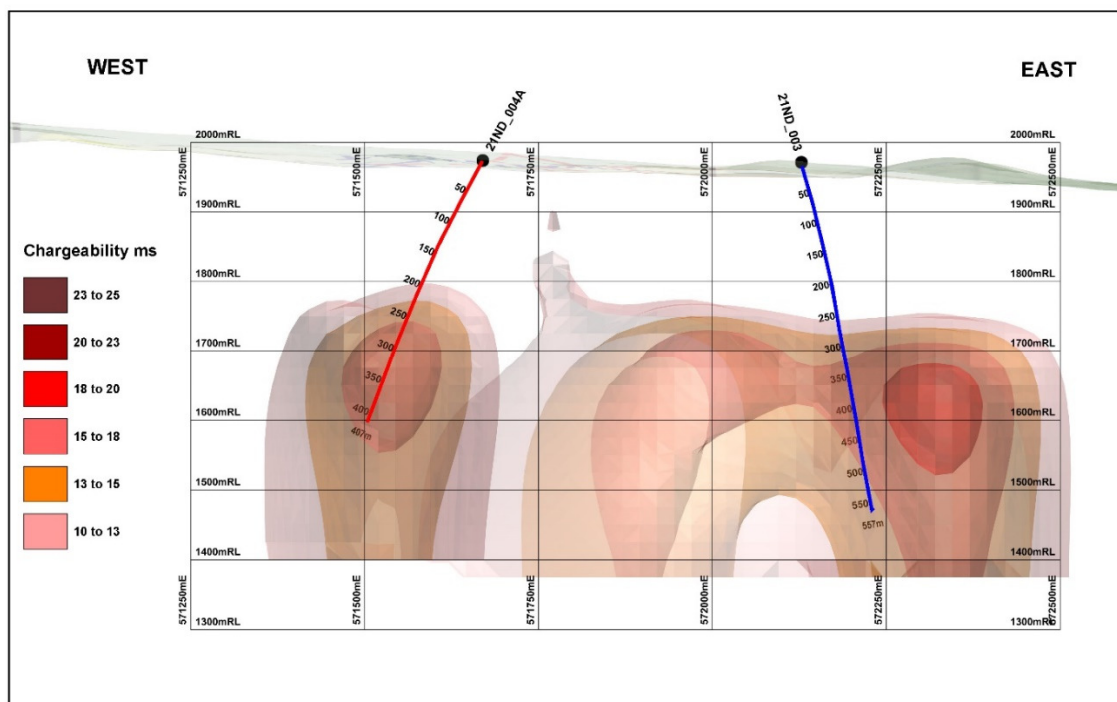 WEST
EAST
21ND_004A
21ND_003
571250mE
571500mE
571750mE
572000mE
572250mE
572500mE
2000mRL
2000mRL
50
50
1900mRL
1900mRL
100
100
150
150
Chargeability ms
23 to 25
20 to 23
18 to 20
15 to 18
13 to 15
10 to 13
200
200
1800mRL
1800mRL
250
250
300
300
1700mRL
1700mRL
350
350
400
400
1600mRL
1600mRL
407m
450
500
1500mRL
1500mRL
550
557m
1400mRL
1400mRL
571250mE
571500mE
571750mE
572000mE
572250mE
572500mE
1300mRL
1300mRL